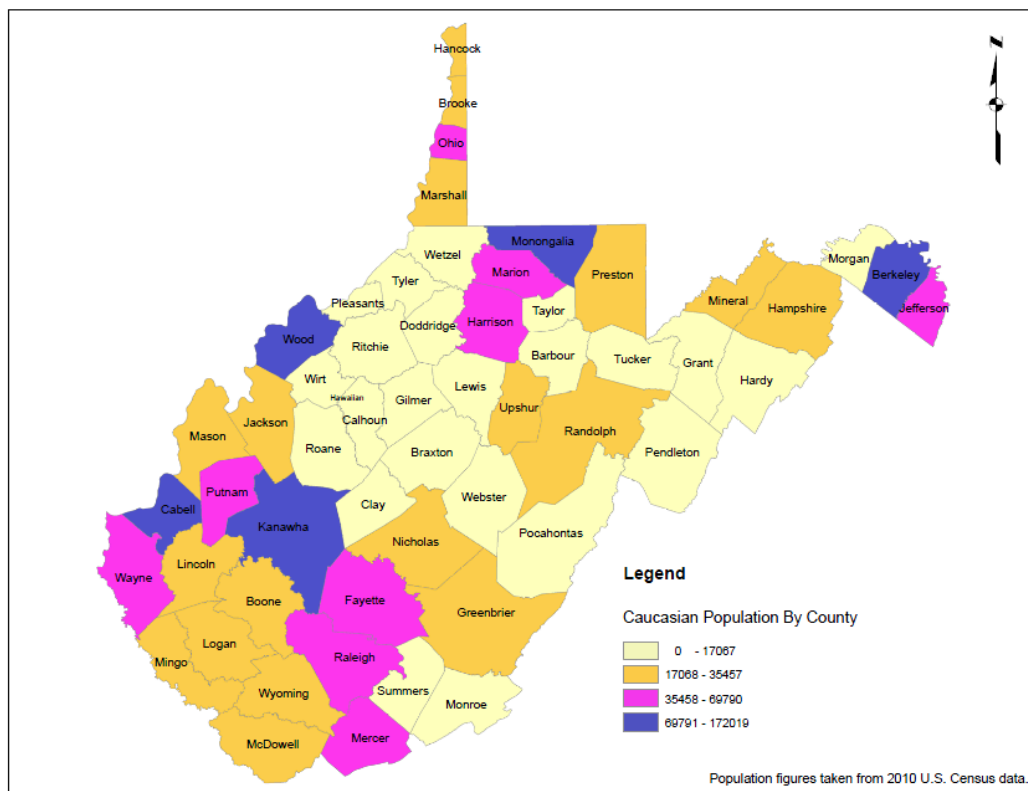 Hancock
N
Brooke
Ohio
Marshall
Wetzel
Monongalia
Marion
Preston
Morgan
Berkeley
Jefferson
Tyler
Pleasants
Mineral
Hampshire
Doddridge
Harrison
Taylor
Wood
Ritchie
Barbour
Tucker
Grant
Hardy
Wirt
Hawaiian
Lewis
Gilmer
Calhoun
Upshur
Jackson
Mason
Randolph
Roane
Braxton
Pendleton
Putnam
Clay
Webster
Cabell
Kanawha
Pocahontas
Nicholas
Lincoln
Wayne
Boone
Fayette
Greenbrier
Logan
Raleigh
Mingo
Wyoming
Summers
Monroe
Mercer
McDowell
Legend
Caucasian Population By County
0 - 17067
17068 - 35457
35458 - 69790
69791 - 172019
Population figures taken from 2010 U.S. Census data.